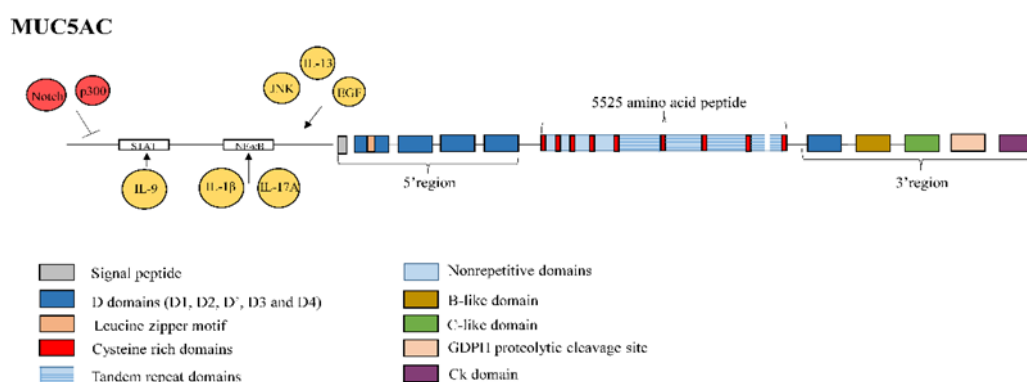 MUC5AC
IL-13
Notch
p300
JNK
EGF
5525 amino acid peptide
STAT
NFκB
IL-9
IL-1β
IL-17A
5'region
3'region
Signal peptide
D domains (D1, D2, D', D3 and D4)
Leucine zipper motif
Cysteine rich domains
Tandem repeat domains
Nonrepetitive domains
B-like domain
C-like domain
GDPH proteolytic cleavage site
Ck domain